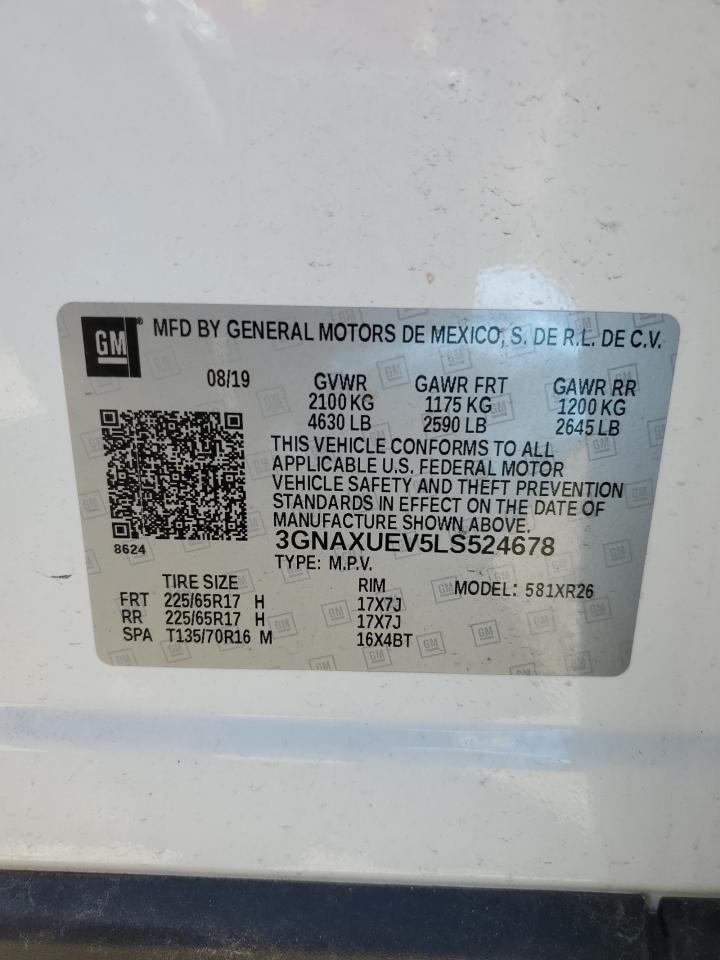 GM ® MFD BY GENERAL MOTORS DE MEXICO, S. DE R.L. DE C.V.
08/19 GVWR GAWR FRT GAWR RR
2100 KG 1175 KG 1200 KG
4630 LB 2590 LB 2645 LB
THIS VEHICLE CONFORMS TO ALL
APPLICABLE U.S. FEDERAL MOTOR
VEHICLE SAFETY AND THEFT PREVENTION
STANDARDS IN EFFECT ON THE DATE OF
MANUFACTURE SHOWN ABOVE.
8624 3GNAXUEV5LS524678
TYPE: M.P.V.
TIRE SIZE RIM MODEL: 581XR26
FRT 225/65R17 H 17X7J
RR 225/65R17 H 17X7J
SPA T135/70R16 M 16X4BT